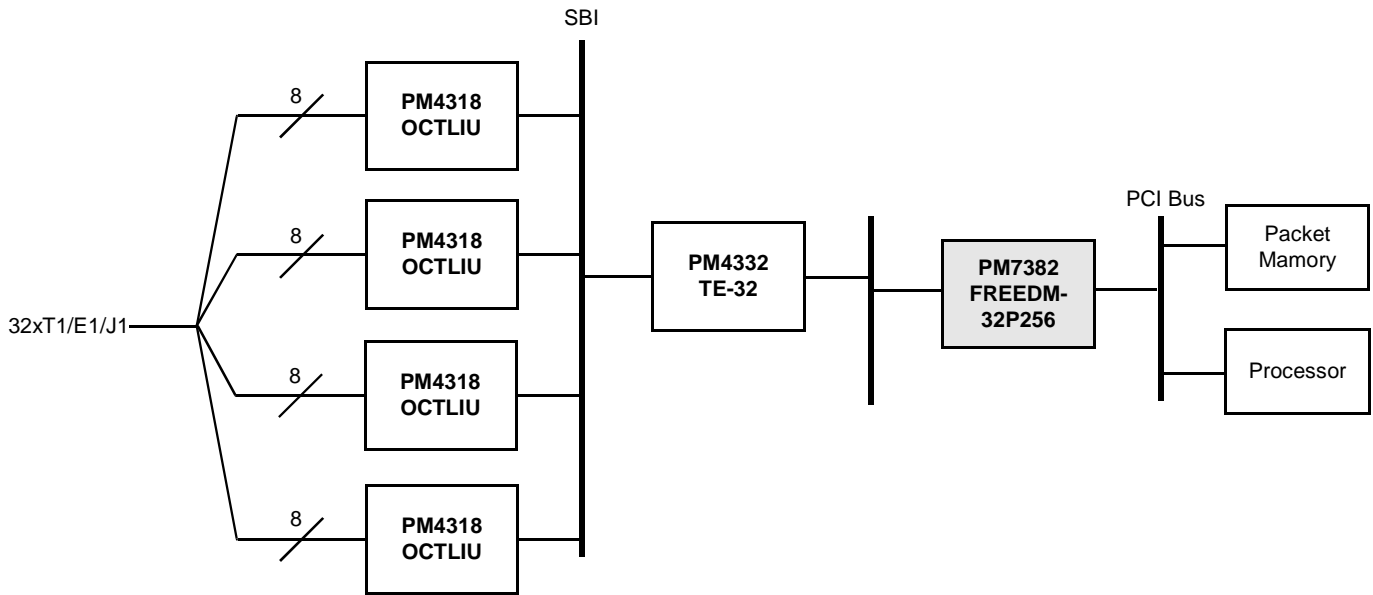 SBI
8
PM4318
OCTLIU
8
PM4318
OCTLIU
PCI Bus
Packet
Mamory
PM4332
TE-32
PM7382
FREEDM-
32P256
32xT1/E1/J1
8
PM4318
OCTLIU
Processor
8
PM4318
OCTLIU